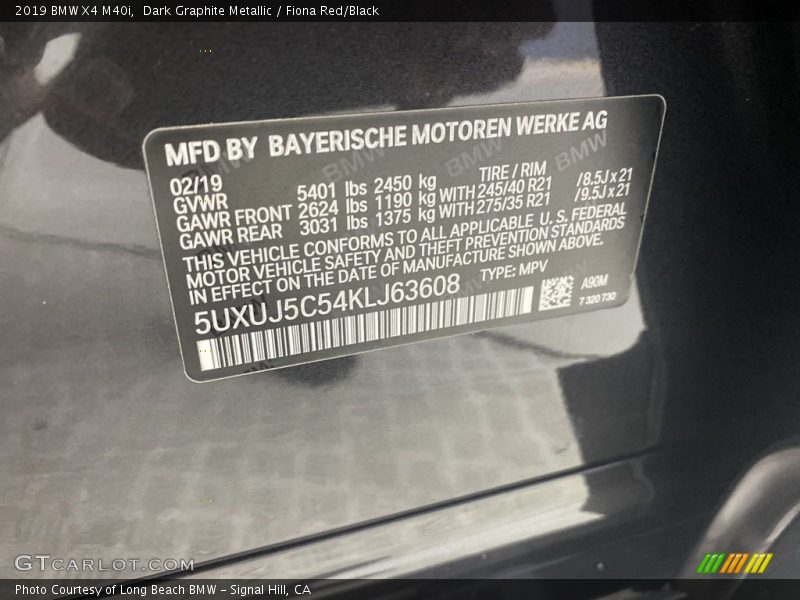 2019 BMW X4 M40i, Dark Graphite Metallic / Fiona Red/Black
MFD BY BAYERISCHE MOTOREN WERKE AG
02/19 TIRE / RIM
GVWR 5401 lbs 2450 kg
GAWR FRONT 2624 lbs 1190 kg WITH 245/40 R21 /8.5J x 21
GAWR REAR 3031 lbs 1375 kg WITH 275/35 R21 /9.5J x 21
THIS VEHICLE CONFORMS TO ALL APPLICABLE U. S. FEDERAL
MOTOR VEHICLE SAFETY AND THEFT PREVENTION STANDARDS
IN EFFECT ON THE DATE OF MANUFACTURE SHOWN ABOVE.
5UXUJ5C54KLJ63608 TYPE: MPV
A90M
7 320 730
GTCARLOT.COM
Photo Courtesy of Long Beach BMW - Signal Hill, CA